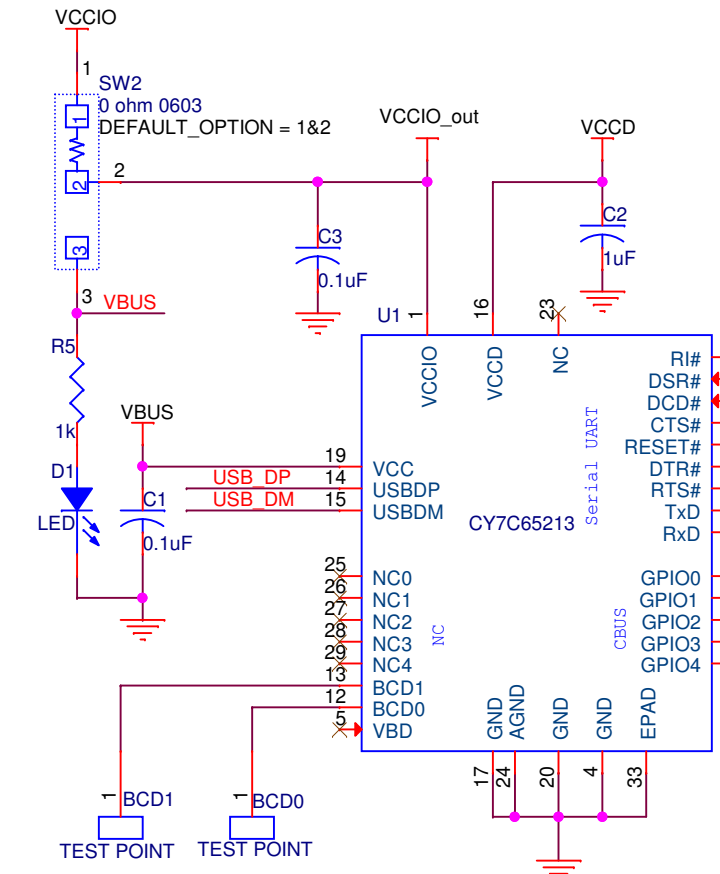 VCCIO
1
SW2
0 ohm 0603
DEFAULT_OPTION = 1&2
1
2
2
3
3
VBUS
VCCIO_out
VCCD
C3
0.1uF
C2
1uF
R5
1k
D1
LED
VBUS
C1
0.1uF
U1
1
16
23
VCCIO
VCCD
NC
19
VCC
USB_DP
14
USBDP
USB_DM
15
USBDM
CY7C65213
Serial UART
RI#
DSR#
DCD#
CTS#
RESET#
DTR#
RTS#
TxD
RxD
25
NC0
26
NC1
27
NC2
28
NC3
29
NC4
NC
13
BCD1
12
BCD0
5
VBD
CBUS
GPIO0
GPIO1
GPIO2
GPIO3
GPIO4
GND
AGND
GND
GND
EPAD
17
24
20
4
33
1
BCD1
TEST POINT
1
BCD0
TEST POINT